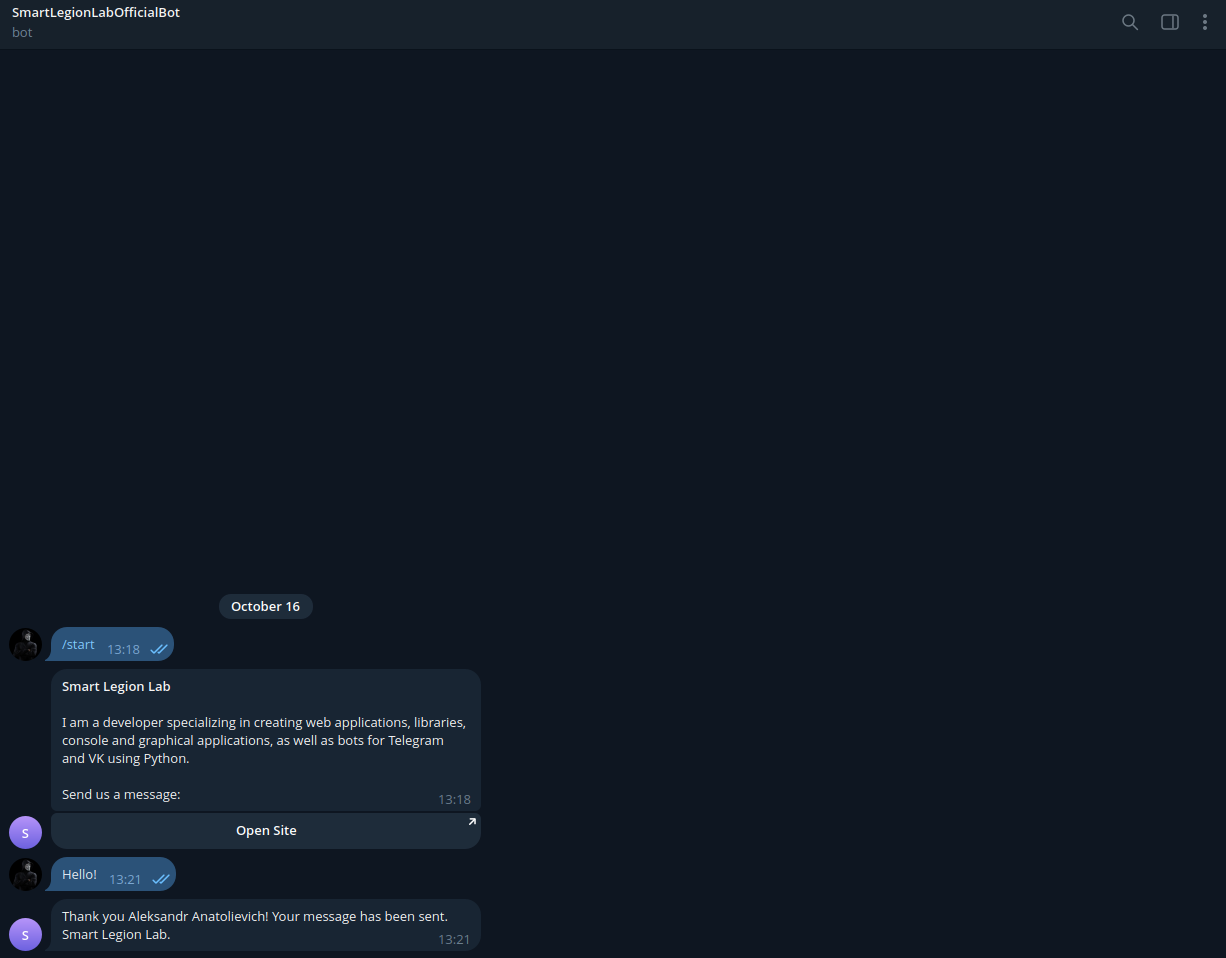 SmartLegionLabOfficialBot
bot
October 16
/start 13:18
Smart Legion Lab
I am a developer specializing in creating web applications, libraries,
console and graphical applications, as well as bots for Telegram
and VK using Python.
Send us a message:
13:18
S
Open Site
Hello! 13:21
Thank you Aleksandr Anatolievich! Your message has been sent.
Smart Legion Lab.
13:21
S